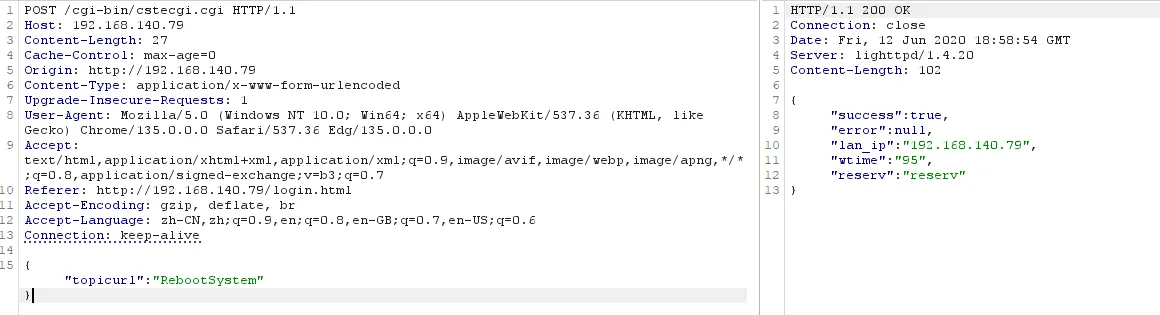 1 POST /cgi-bin/cstecgi.cgi HTTP/1.1
2 Host: 192.168.140.79
3 Content-Length: 27
4 Cache-Control: max-age=0
5 Origin: http://192.168.140.79
6 Content-Type: application/x-www-form-urlencoded
7 Upgrade-Insecure-Requests: 1
8 User-Agent: Mozilla/5.0 (Windows NT 10.0; Win64; x64) AppleWebKit/537.36 (KHTML, like
Gecko) Chrome/135.0.0.0 Safari/537.36 Edg/135.0.0.0
9 Accept:
text/html,application/xhtml+xml,application/xml;q=0.9,image/avif,image/webp,image/apng,*/*
;q=0.8,application/signed-exchange;v=b3;q=0.7
10 Referer: http://192.168.140.79/login.html
11 Accept-Encoding: gzip, deflate, br
12 Accept-Language: zh-CN,zh;q=0.9,en;q=0.8,en-GB;q=0.7,en-US;q=0.6
13 Connection: keep-alive
14
15 {
"topicurl":"RebootSystem"
}
1 HTTP/1.1 200 OK
2 Connection: close
3 Date: Fri, 12 Jun 2020 18:58:54 GMT
4 Server: lighttpd/1.4.20
5 Content-Length: 102
6
7 {
8 "success":true,
9 "error":null,
10 "lan_ip":"192.168.140.79",
11 "wtime":"95",
12 "reserv":"reserv"
13 }